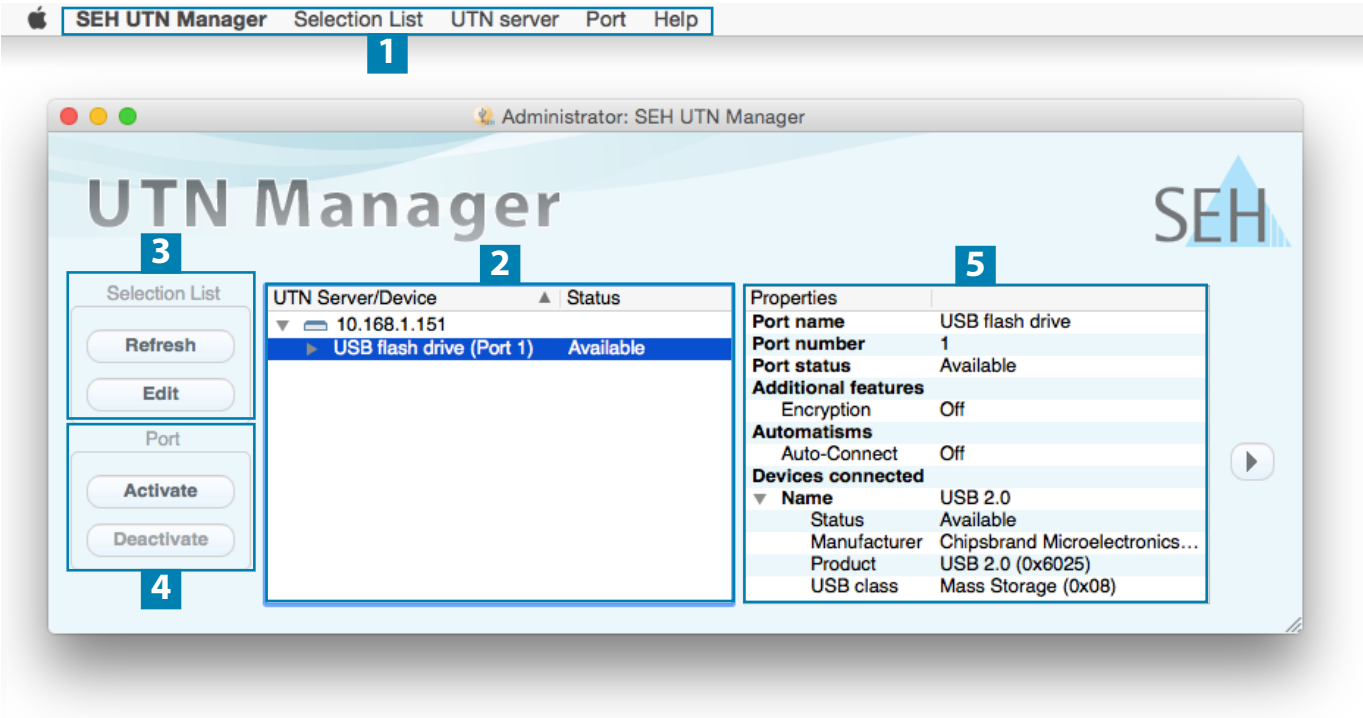 SEH UTN Manager Selection List UTN server Port Help
1
Administrator: SEH UTN Manager
UTN Manager
SEH
3
Selection List
Refresh
Edit
Port
Activate
Deactivate
4
2
UTN Server/Device Status
10.168.1.151
USB flash drive (Port 1) Available
5
Properties
Port name USB flash drive
Port number 1
Port status Available
Additional features
Encryption Off
Automatisms
Auto-Connect Off
Devices connected
Name USB 2.0
Status Available
Manufacturer Chipsbrand Microelectronics...
Product USB 2.0 (0x6025)
USB class Mass Storage (0x08)